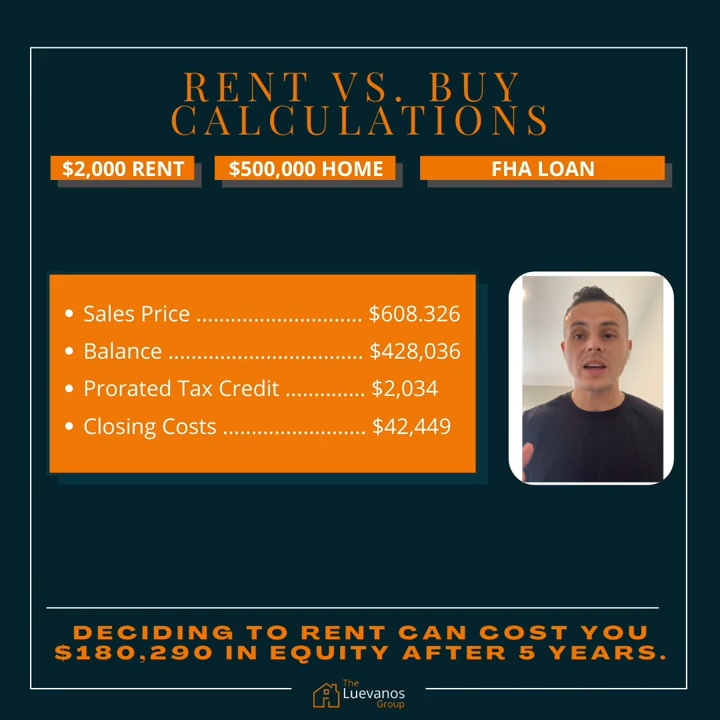 RENT VS. BUY
CALCULATIONS
$2,000 RENT
$500,000 HOME
FHA LOAN
• Sales Price ............................ $608.326
• Balance ................................. $428,036
• Prorated Tax Credit .............. $2,034
• Closing Costs ........................ $42,449
DECIDING TO RENT CAN COST YOU
$180,290 IN EQUITY AFTER 5 YEARS.
The
Luevanos
Group